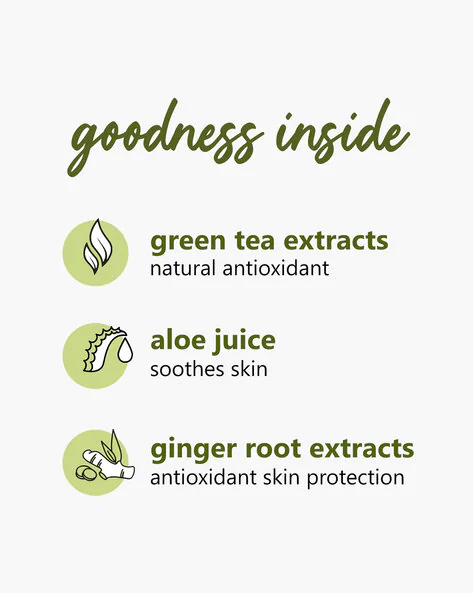 goodness inside
green tea extracts
natural antioxidant
aloe juice
soothes skin
ginger root extracts
antioxidant skin protection